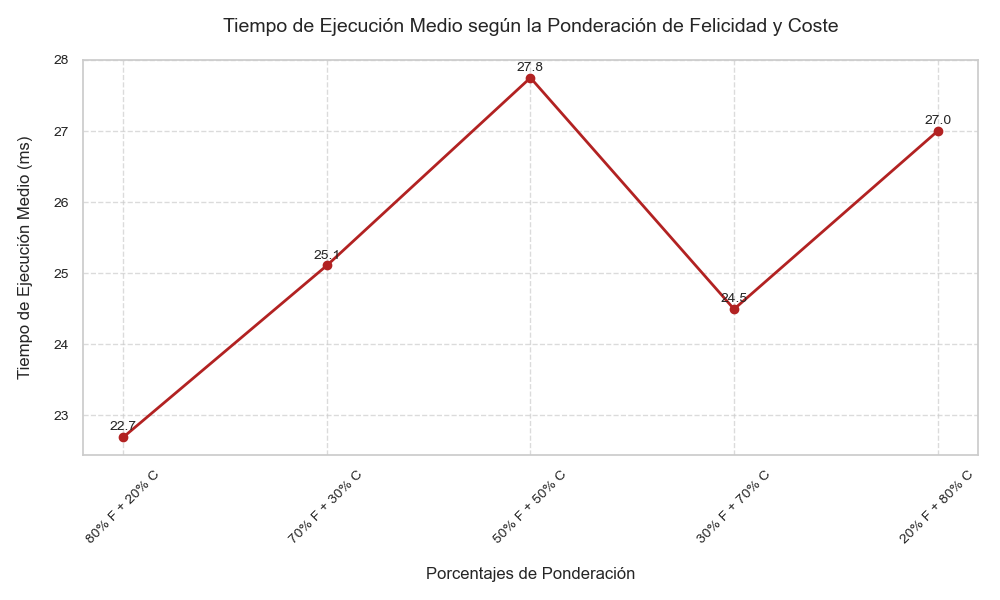 Tiempo de Ejecución Medio según la Ponderación de Felicidad y Coste
Tiempo de Ejecución Medio (ms)
28
27
26
25
24
23
22.7
25.1
27.8
24.5
27.0
80% F + 20% C
70% F + 30% C
50% F + 50% C
30% F + 70% C
20% F + 80% C
Porcentajes de Ponderación